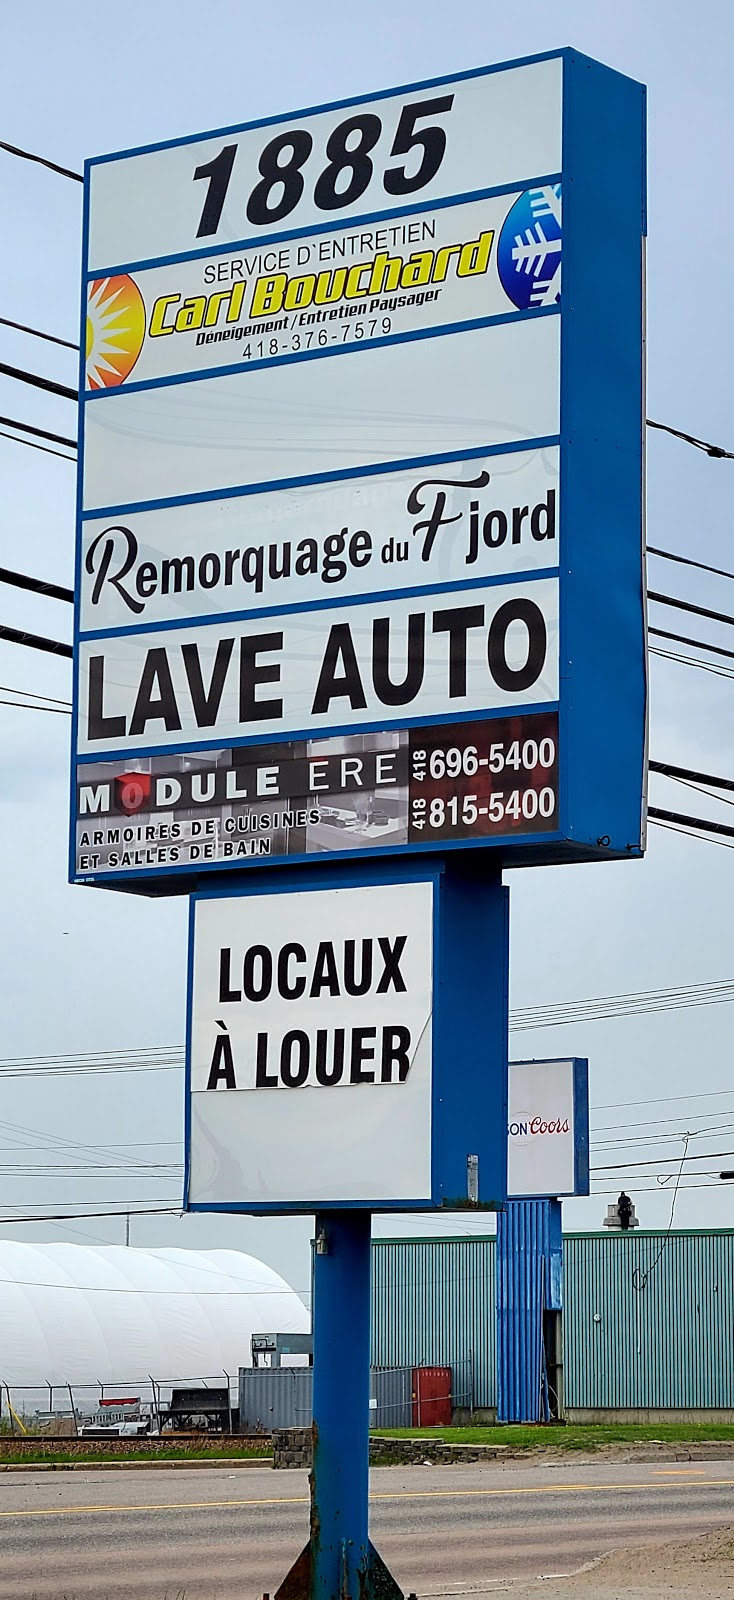 1885
SERVICE D`ENTRETIEN
Carl Bouchard
Déneigement / Entretien Paysager
418-376-7579
Remorquage du Fjord
LAVE AUTO
MODULE ERE
418 696-5400
418 815-5400
ARMOIRES DE CUISINES
ET SALLES DE BAIN
LOCAUX
À LOUER
Coors